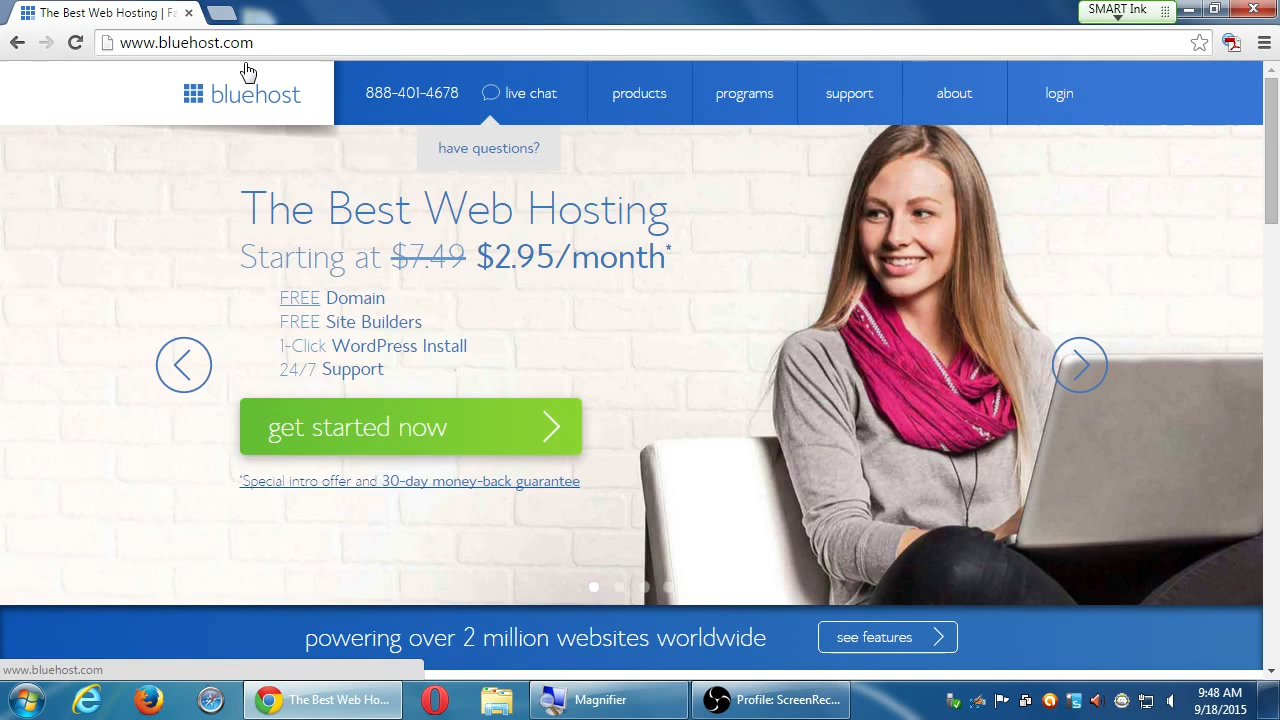 The Best Web Hosting | Fa
SMART Ink
www.bluehost.com
bluehost
888-401-4678
live chat
products
programs
support
about
login
have questions?
The Best Web Hosting
Starting at $7.49 $2.95/month*
FREE Domain
FREE Site Builders
1-Click WordPress Install
24/7 Support
get started now
*Special intro offer and 30-day money-back guarantee
powering over 2 million websites worldwide
see features
www.bluehost.com
The Best Web Ho...
Magnifier
Profile: ScreenRec...
9:48 AM
9/18/2015